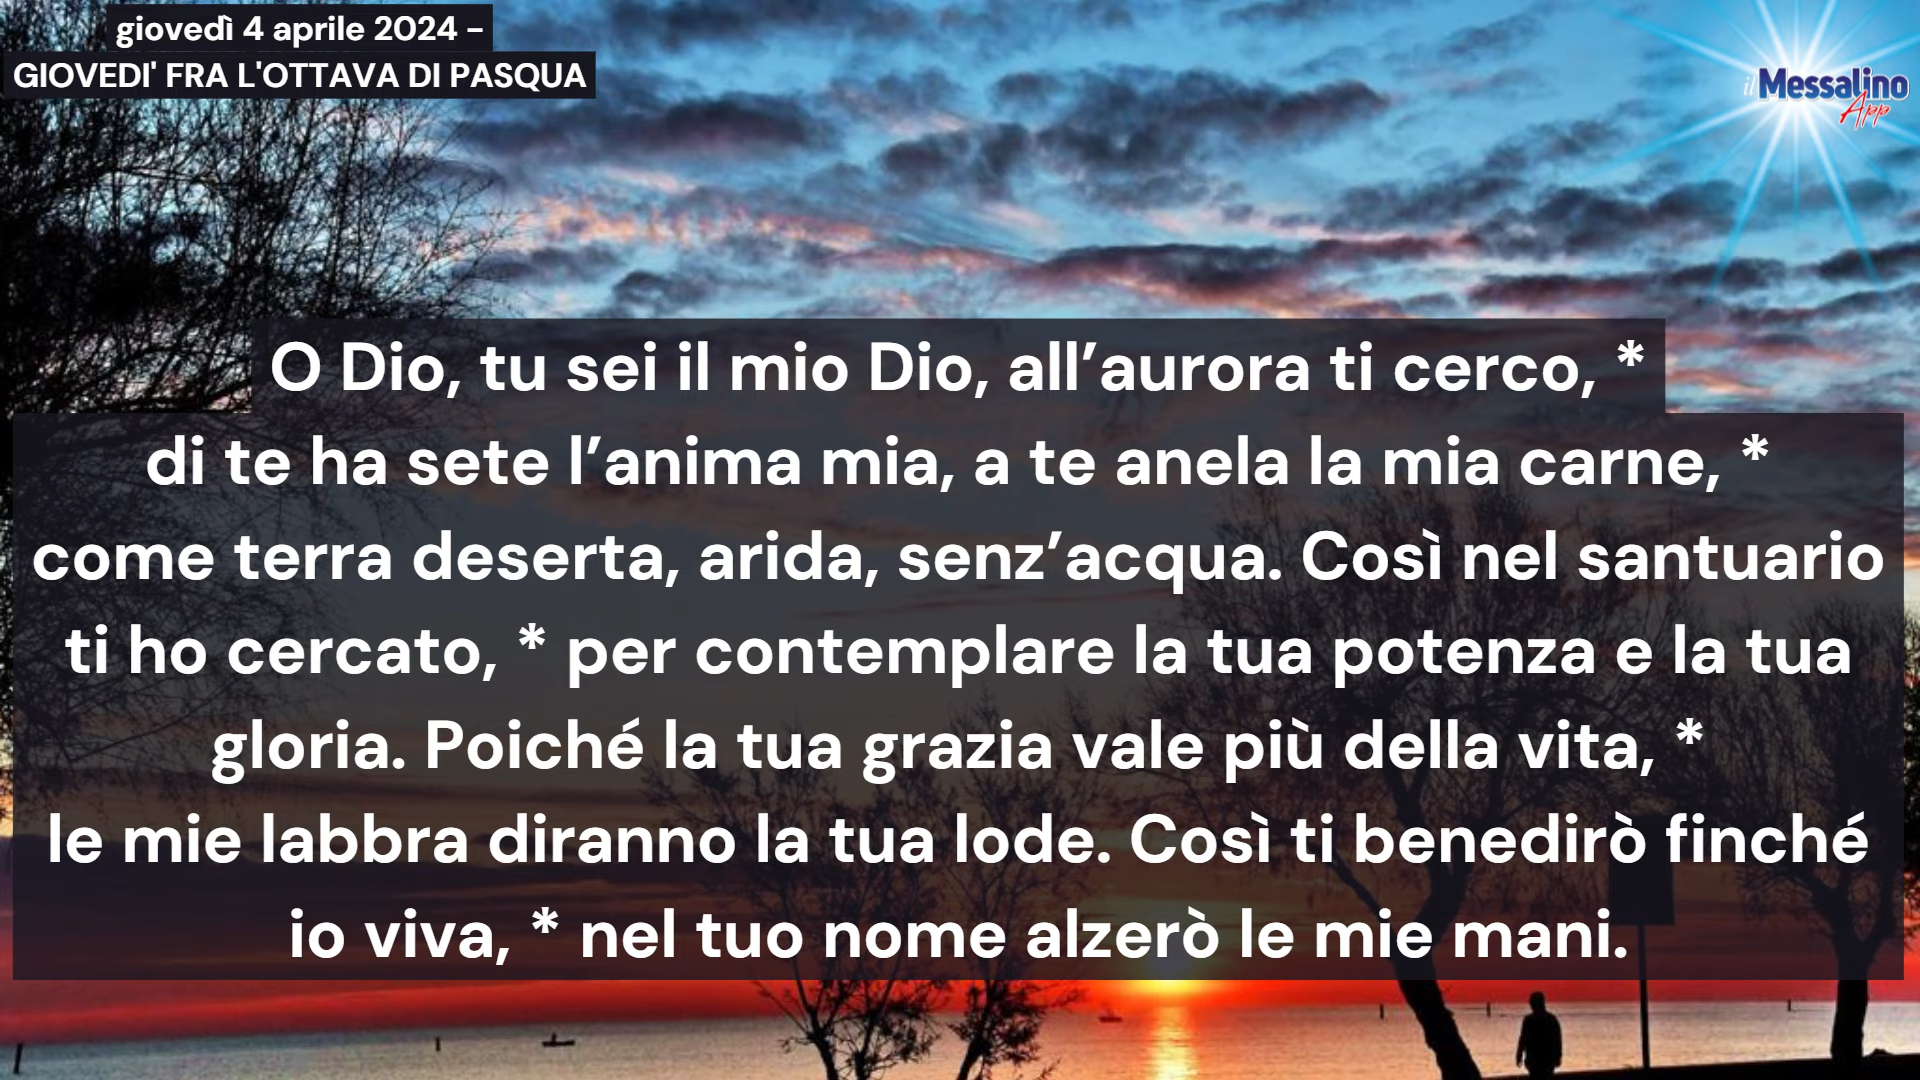 giovedì 4 aprile 2024 -
GIOVEDI' FRA L'OTTAVA DI PASQUA
il Messalino
App
O Dio, tu sei il mio Dio, all’aurora ti cerco, *
di te ha sete l’anima mia, a te anela la mia carne, *
come terra deserta, arida, senz’acqua. Così nel santuario
ti ho cercato, * per contemplare la tua potenza e la tua
gloria. Poiché la tua grazia vale più della vita, *
le mie labbra diranno la tua lode. Così ti benedirò finché
io viva, * nel tuo nome alzerò le mie mani.